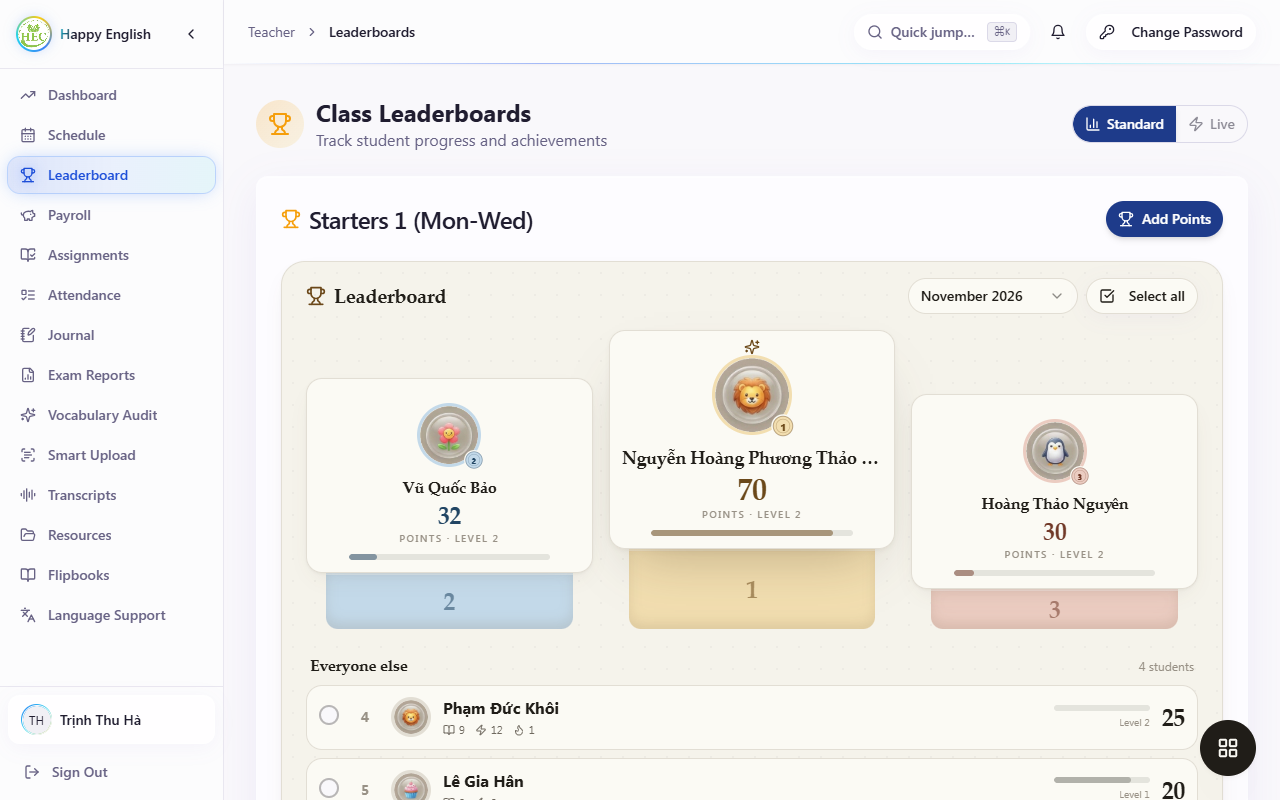 HEC
Happy English
Teacher
Leaderboards
Quick jump...
⌘K
Change Password
Dashboard
Schedule
Leaderboard
Payroll
Assignments
Attendance
Journal
Exam Reports
Vocabulary Audit
Smart Upload
Transcripts
Resources
Flipbooks
Language Support
TH
Trịnh Thu Hà
Sign Out
Class Leaderboards
Track student progress and achievements
Standard
Live
Starters 1 (Mon-Wed)
Add Points
Leaderboard
November 2026
Select all
2
Vũ Quốc Bảo
32
POINTS · LEVEL 2
2
1
Nguyễn Hoàng Phương Thảo ...
70
POINTS · LEVEL 2
1
3
Hoàng Thảo Nguyên
30
POINTS · LEVEL 2
3
Everyone else
4 students
4
Phạm Đức Khôi
9 12 1
Level 2
25
5
Lê Gia Hân
Level 1
20